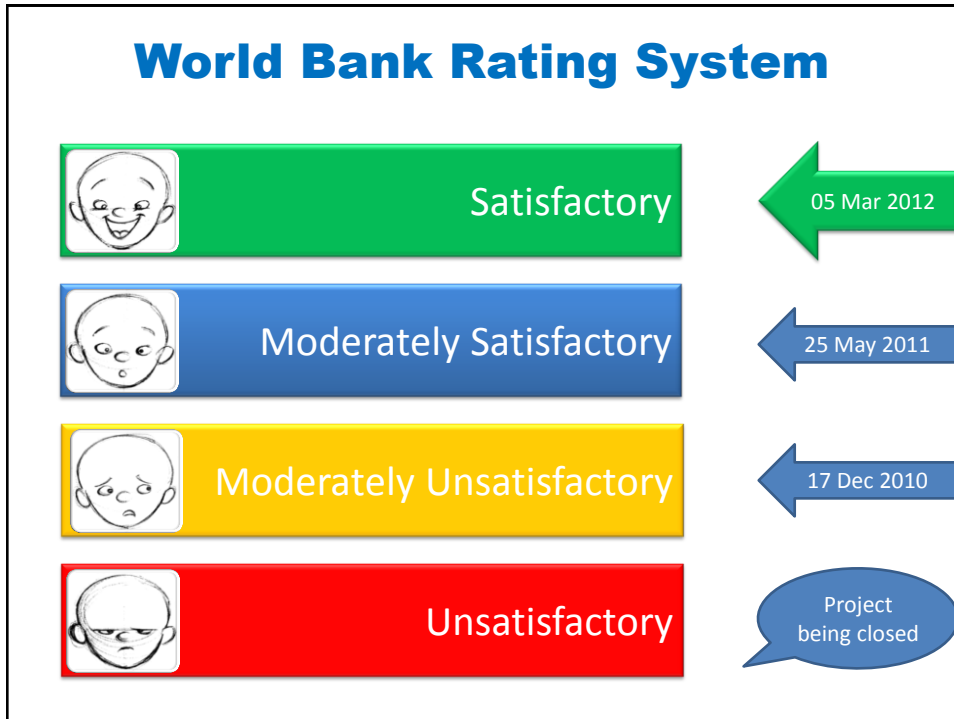 World Bank Rating System
Satisfactory
05 Mar 2012
Moderately Satisfactory
25 May 2011
Moderately Unsatisfactory
17 Dec 2010
Unsatisfactory
Project
being closed